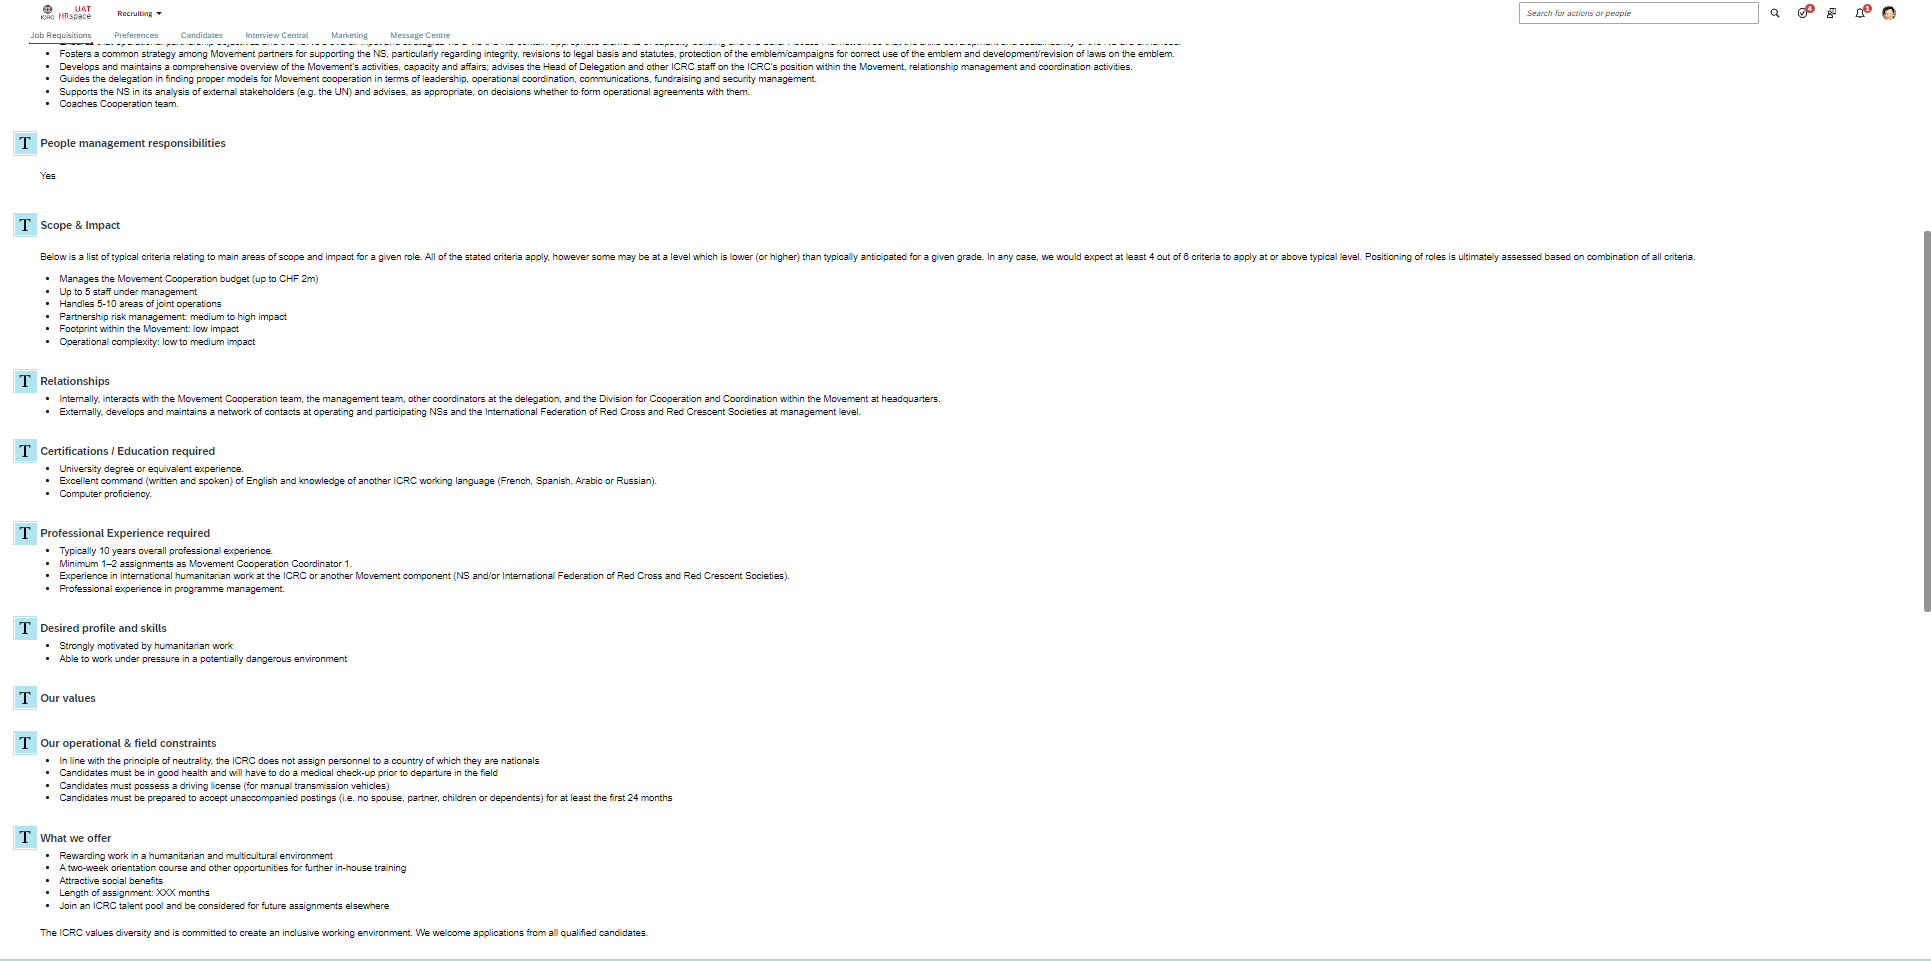 ICRC UAT HRspace
Recruiting
Search for actions or people
4
1
Job Requisitions Preferences Candidates Interview Central Marketing Message Centre
Fosters a common strategy among Movement partners for supporting the NS, particularly regarding integrity, revisions to legal basis and statutes, protection of the emblem/campaigns for correct use of the emblem and development/revision of laws on the emblem.
Develops and maintains a comprehensive overview of the Movement's activities, capacity and affairs; advises the Head of Delegation and other ICRC staff on the ICRC's position within the Movement, relationship management and coordination activities.
Guides the delegation in finding proper models for Movement cooperation in terms of leadership, operational coordination, communications, fundraising and security management.
Supports the NS in its analysis of external stakeholders (e.g. the UN) and advises, as appropriate, on decisions whether to form operational agreements with them.
Coaches Cooperation team.
T People management responsibilities
Yes
T Scope & Impact
Below is a list of typical criteria relating to main areas of scope and impact for a given role. All of the stated criteria apply, however some may be at a level which is lower (or higher) than typically anticipated for a given grade. In any case, we would expect at least 4 out of 6 criteria to apply at or above typical level. Positioning of roles is ultimately assessed based on combination of all criteria.
Manages the Movement Cooperation budget (up to CHF 2m)
Up to 5 staff under management
Handles 5-10 areas of joint operations
Partnership risk management: medium to high impact
Footprint within the Movement: low impact
Operational complexity: low to medium impact
T Relationships
Internally, interacts with the Movement Cooperation team, the management team, other coordinators at the delegation, and the Division for Cooperation and Coordination within the Movement at headquarters.
Externally, develops and maintains a network of contacts at operating and participating NSs and the International Federation of Red Cross and Red Crescent Societies at management level.
T Certifications / Education required
University degree or equivalent experience.
Excellent command (written and spoken) of English and knowledge of another ICRC working language (French, Spanish, Arabic or Russian).
Computer proficiency.
T Professional Experience required
Typically 10 years overall professional experience.
Minimum 1–2 assignments as Movement Cooperation Coordinator 1.
Experience in international humanitarian work at the ICRC or another Movement component (NS and/or International Federation of Red Cross and Red Crescent Societies).
Professional experience in programme management.
T Desired profile and skills
Strongly motivated by humanitarian work
Able to work under pressure in a potentially dangerous environment
T Our values
T Our operational & field constraints
In line with the principle of neutrality, the ICRC does not assign personnel to a country of which they are nationals
Candidates must be in good health and will have to do a medical check-up prior to departure in the field
Candidates must possess a driving license (for manual transmission vehicles)
Candidates must be prepared to accept unaccompanied postings (i.e. no spouse, partner, children or dependents) for at least the first 24 months
T What we offer
Rewarding work in a humanitarian and multicultural environment
A two-week orientation course and other opportunities for further in-house training
Attractive social benefits
Length of assignment: XXX months
Join an ICRC talent pool and be considered for future assignments elsewhere
The ICRC values diversity and is committed to create an inclusive working environment. We welcome applications from all qualified candidates.